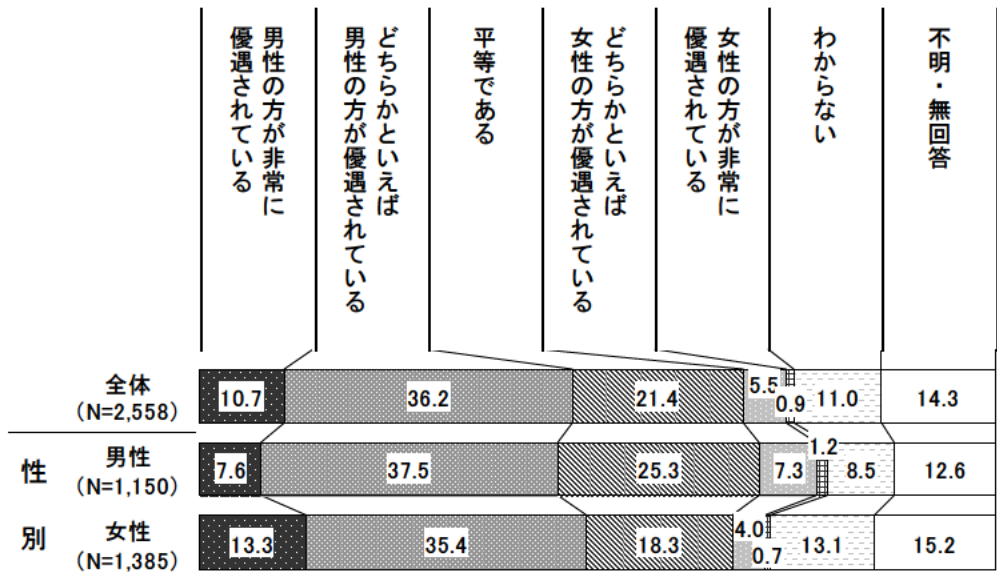 男性の方が非常に
優遇されている
どちらかといえば
男性の方が優遇されている
平等である
どちらかといえば
女性の方が優遇されている
女性の方が非常に
優遇されている
わからない
不明・無回答
全体
(N=2,558)
10.7
36.2
21.4
5.5
0.9
11.0
14.3
性別
男性
(N=1,150)
7.6
37.5
25.3
7.3
1.2
8.5
12.6
女性
(N=1,385)
13.3
35.4
18.3
4.0
0.7
13.1
15.2